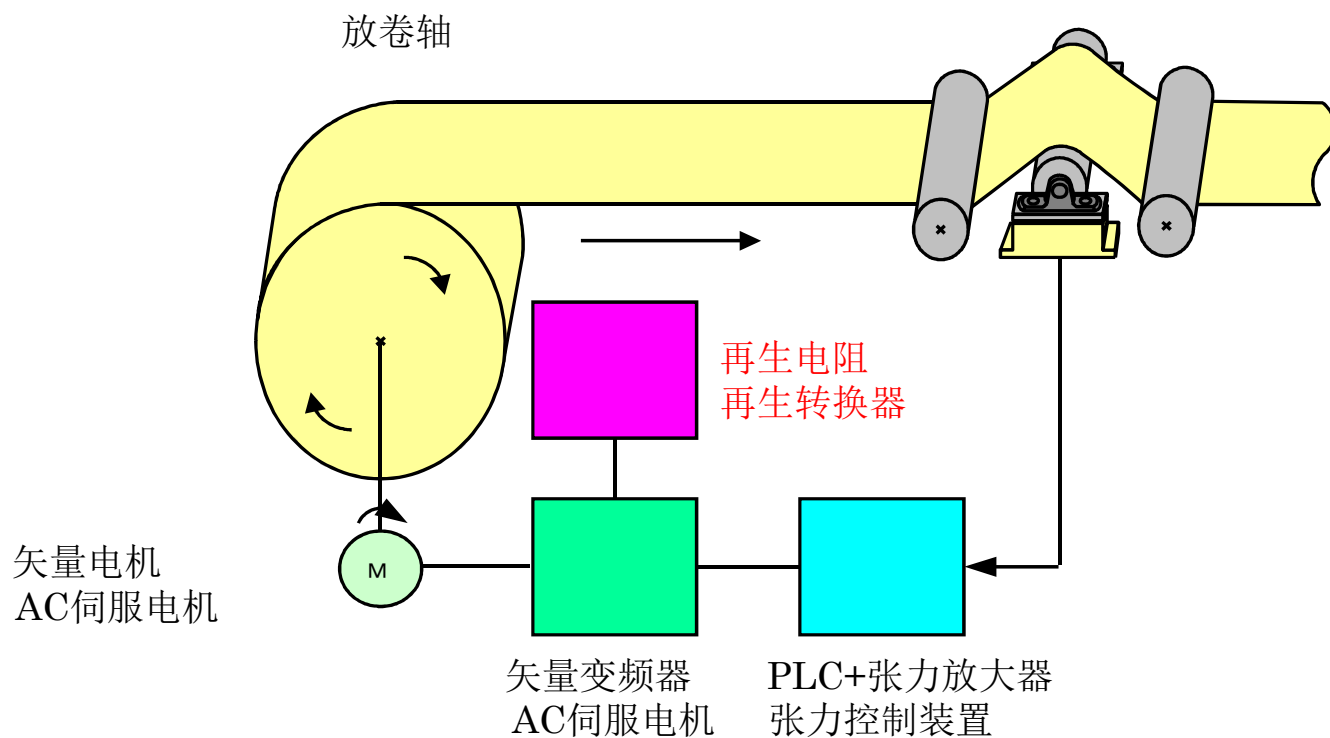 放卷轴
再生电阻
再生转换器
M
矢量电机
AC伺服电机
矢量变频器
AC伺服电机
PLC+张力放大器
张力控制装置